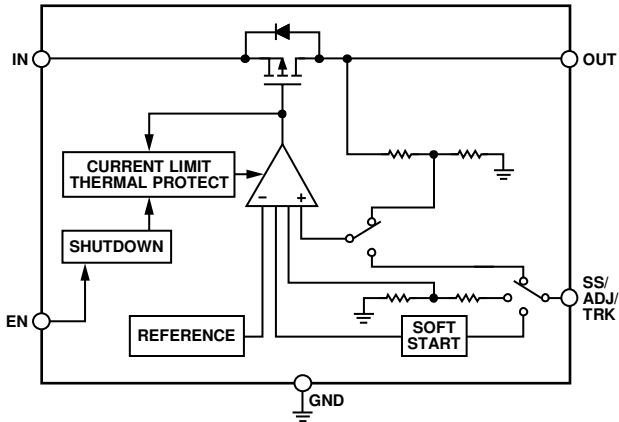 IN
OUT
CURRENT LIMIT
THERMAL PROTECT
– +
SHUTDOWN
SS/
ADJ/
TRK
EN
REFERENCE
SOFT
START
GND